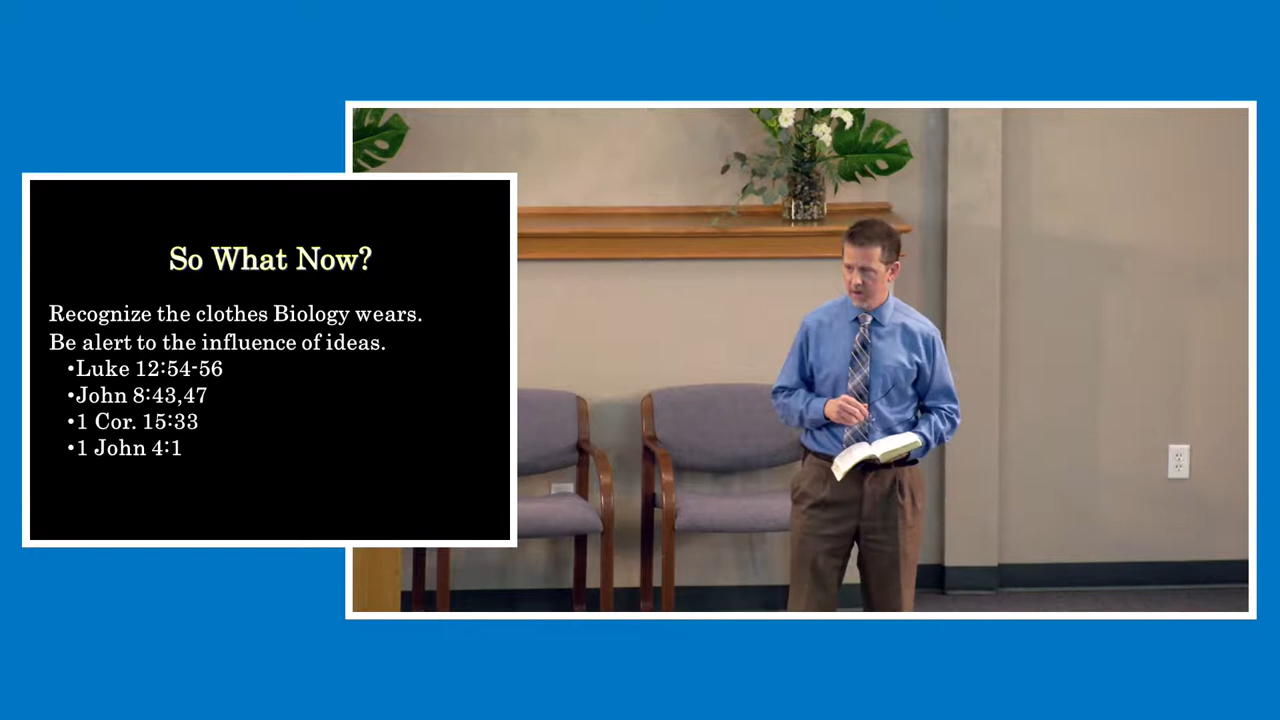 So What Now?
Recognize the clothes Biology wears.
Be alert to the influence of ideas.
•Luke 12:54-56
•John 8:43,47
•1 Cor. 15:33
•1 John 4:1